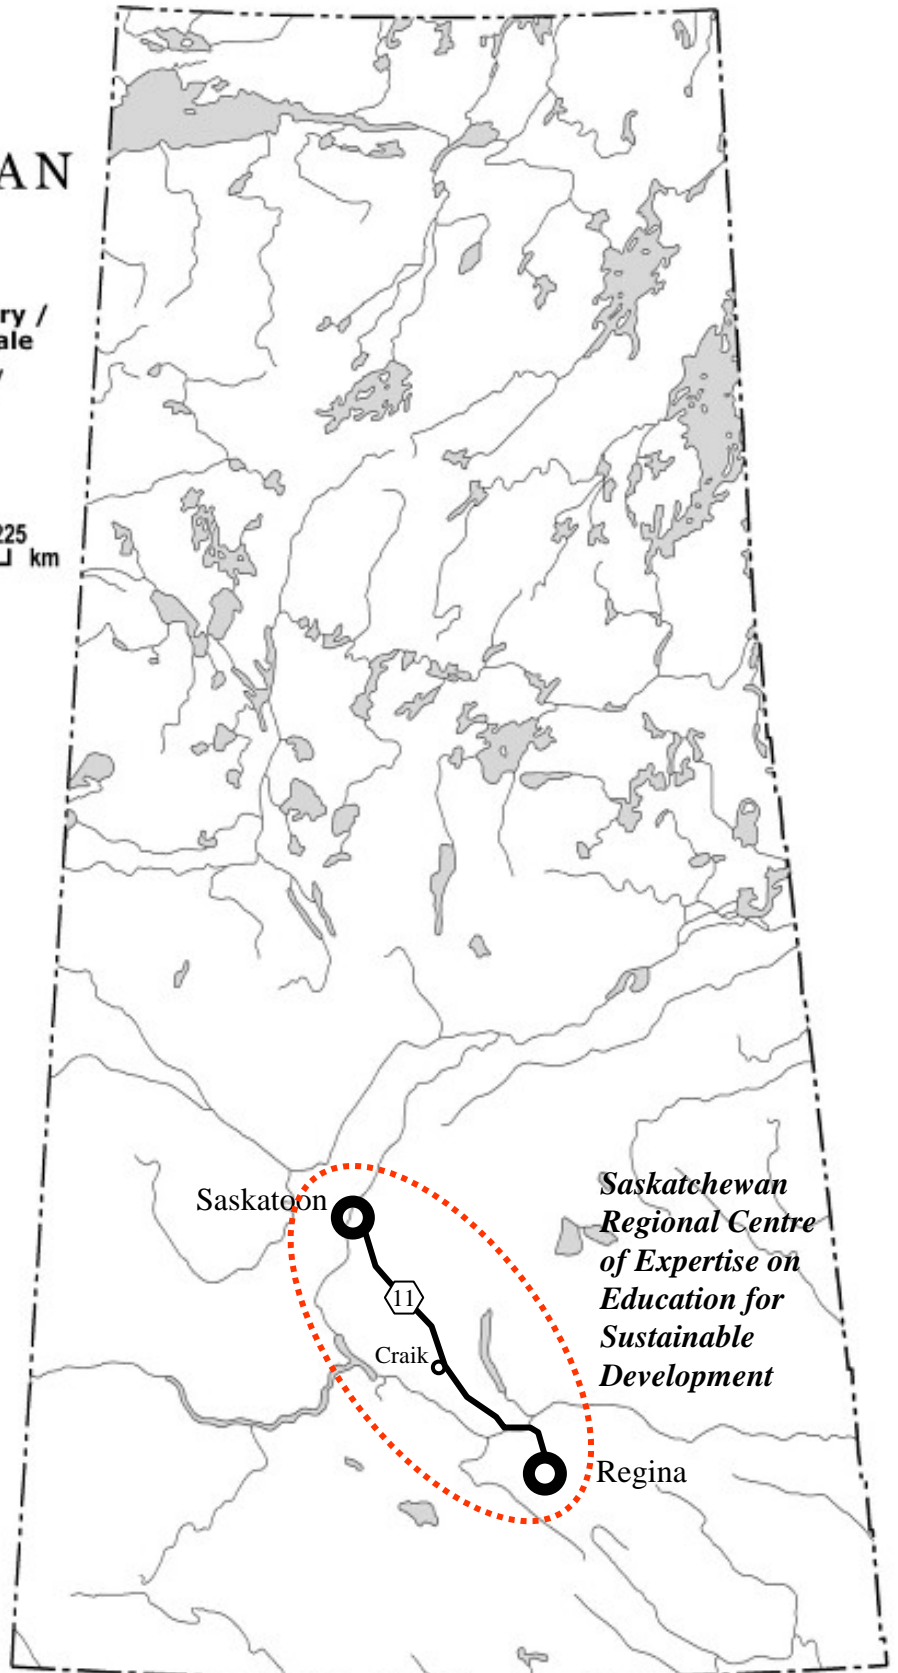 AN
ry /
ale
y
225
km
Saskatoon
11
Craik
Regina
Saskatchewan
Regional Centre
of Expertise on
Education for
Sustainable
Development